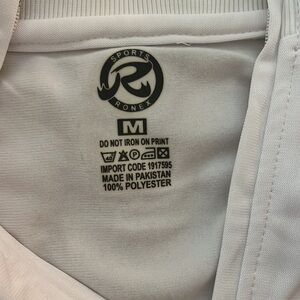 SPORTS
R
RONEX
M
DO NOT IRON ON PRINT
IMPORT CODE 1917595
MADE IN PAKISTAN
100% POLYESTER